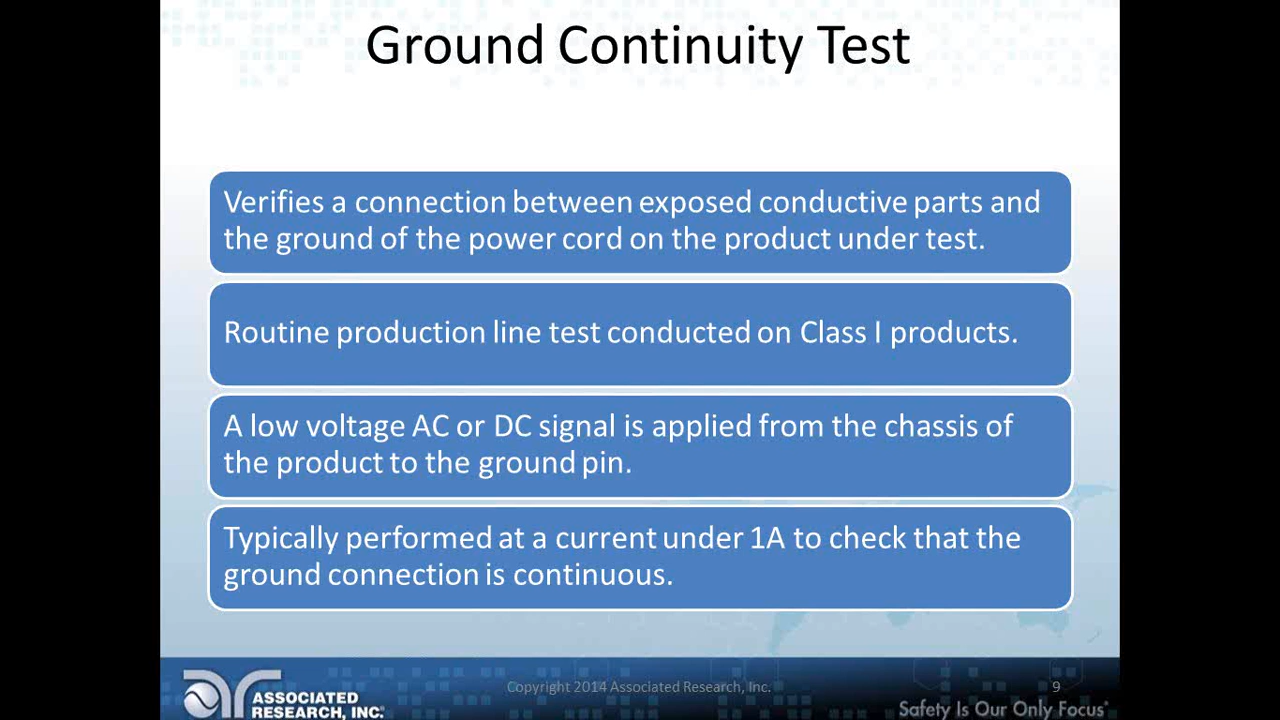 Ground Continuity Test
Verifies a connection between exposed conductive parts and
the ground of the power cord on the product under test.
Routine production line test conducted on Class I products.
A low voltage AC or DC signal is applied from the chassis of
the product to the ground pin.
Typically performed at a current under 1A to check that the
ground connection is continuous.
ASSOCIATED
RESEARCH, INC.
Copyright 2014 Associated Research, Inc.
9
Safety Is Our Only Focus®